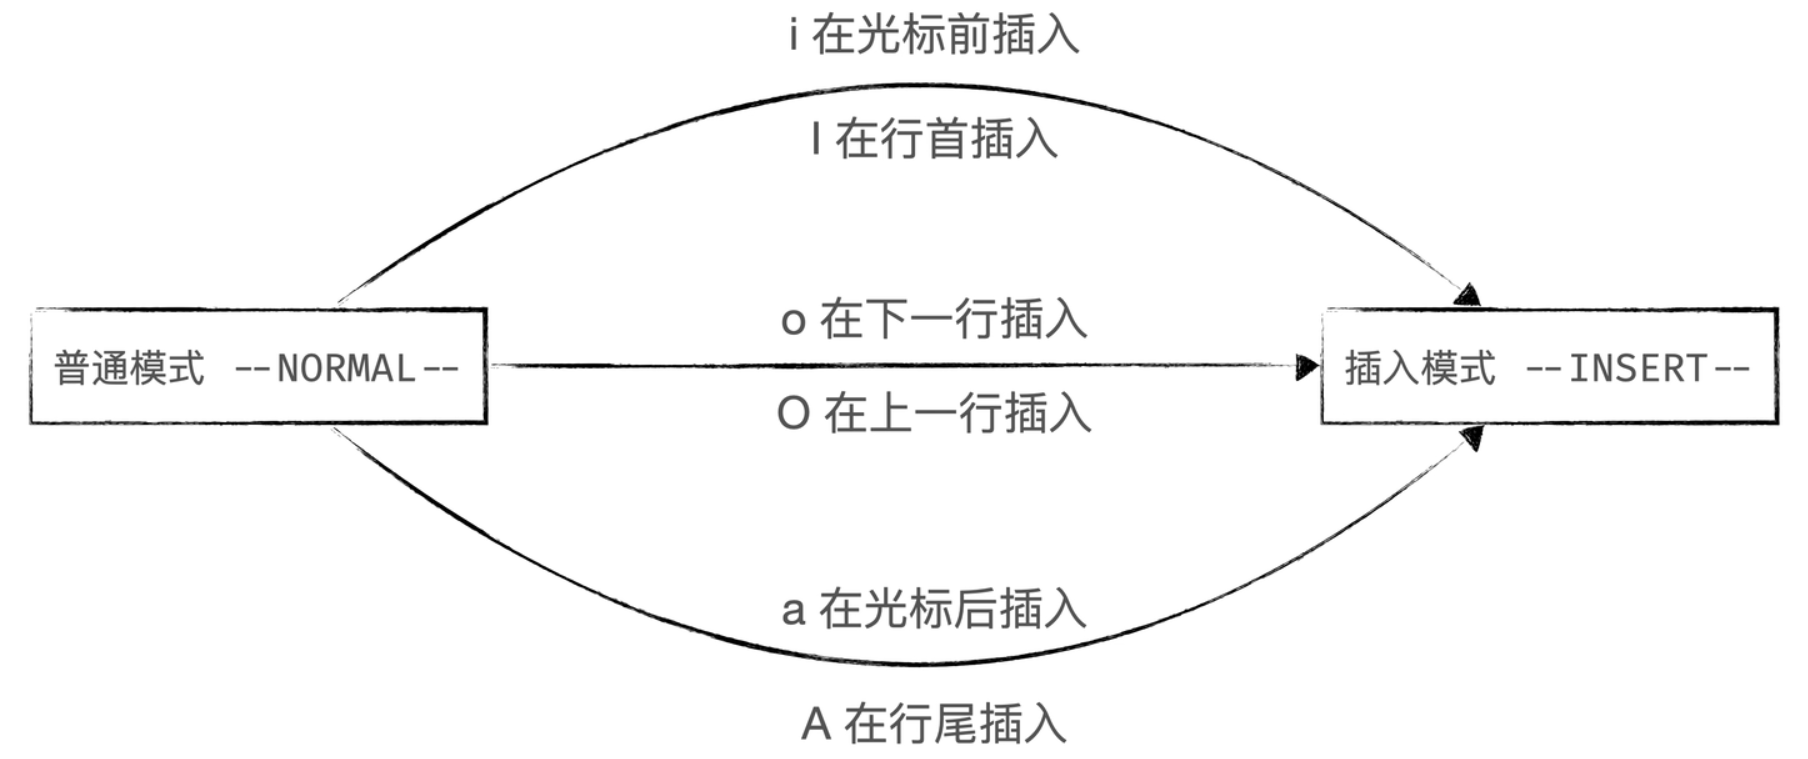 i 在光标前插入
I 在行首插入
o 在下一行插入
普通模式 --NORMAL--
插入模式 --INSERT--
O 在上一行插入
a 在光标后插入
A 在行尾插入